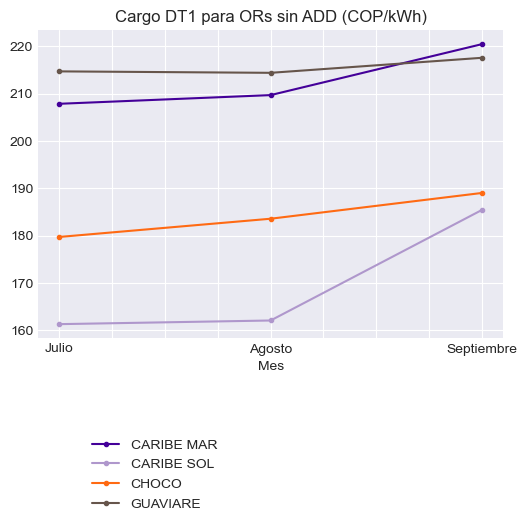 Cargo DT1 para ORs sin ADD (COP/kWh)
220
210
200
190
180
170
160
Julio Agosto Septiembre
Mes
CARIBE MAR
CARIBE SOL
CHOCO
GUAVIARE